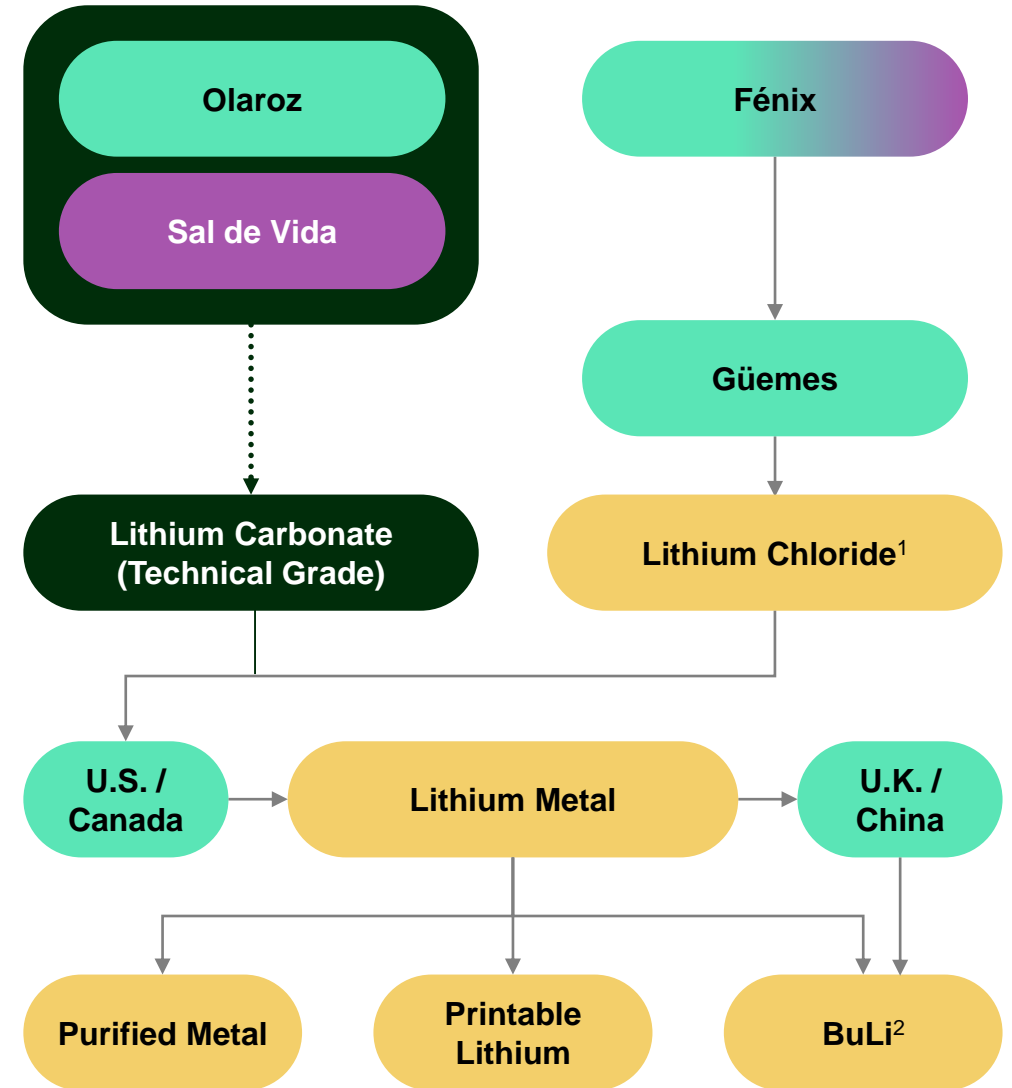 Olaroz
Fénix
Sal de Vida
Güemes
Lithium Carbonate
(Technical Grade)
Lithium Chloride¹
U.S. /
Canada
Lithium Metal
U.K. /
China
Purified Metal
Printable
Lithium
BuLi²